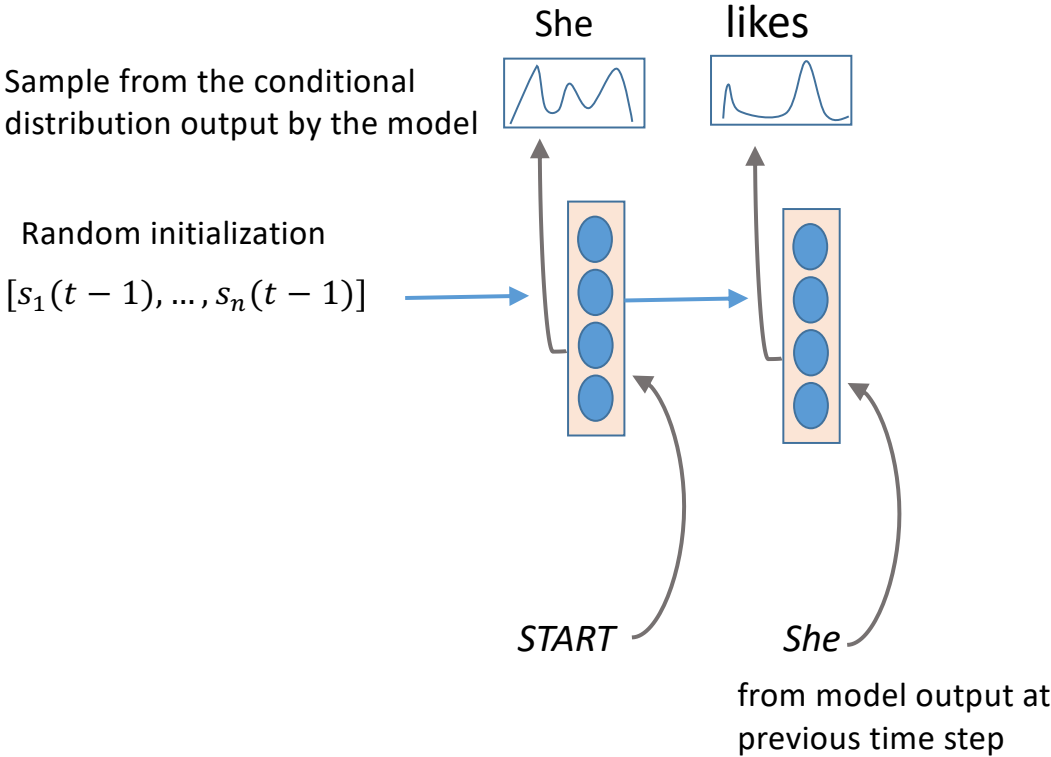 She
likes
Sample from the conditional
distribution output by the model
Random initialization
[s₁(t − 1), … , sₙ(t − 1)]
START
She
from model output at
previous time step